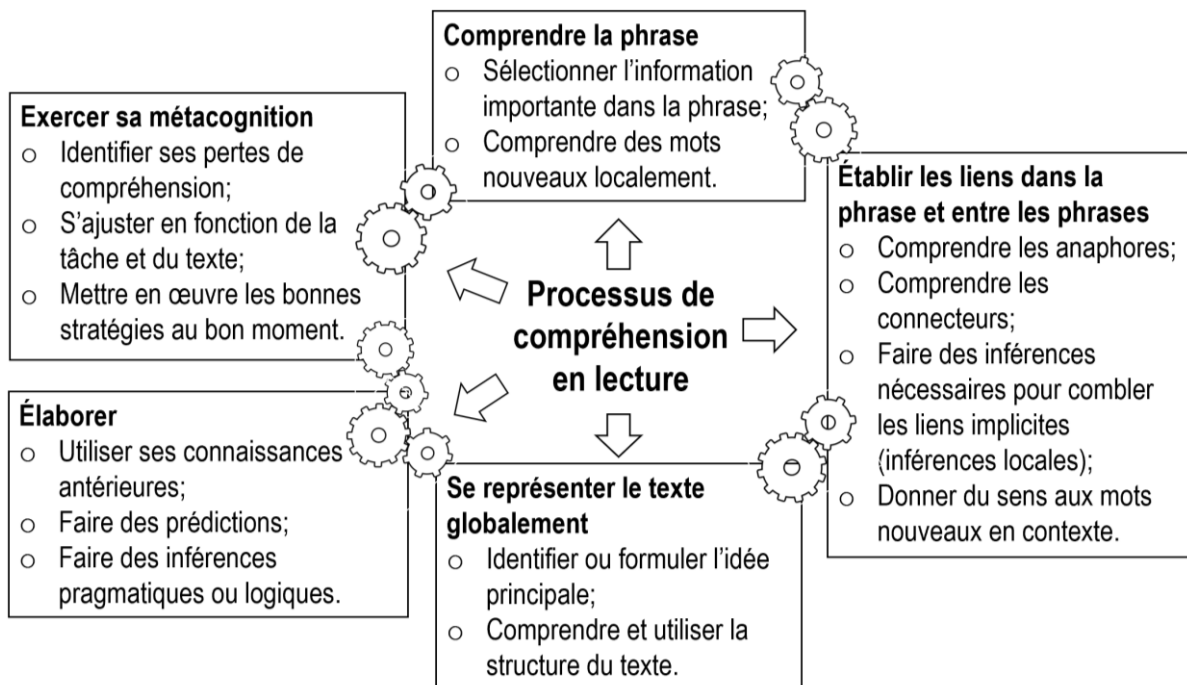 Comprendre la phrase
○ Sélectionner l’information
importante dans la phrase;
○ Comprendre des mots
nouveaux localement.
Exercer sa métacognition
○ Identifier ses pertes de
compréhension;
○ S’ajuster en fonction de la
tâche et du texte;
○ Mettre en œuvre les bonnes
stratégies au bon moment.
Établir les liens dans la
phrase et entre les phrases
○ Comprendre les anaphores;
○ Comprendre les
connecteurs;
○ Faire des inférences
nécessaires pour combler
les liens implicites
(inférences locales);
○ Donner du sens aux mots
nouveaux en contexte.
Processus de
compréhension
en lecture
Élaborer
○ Utiliser ses connaissances
antérieures;
○ Faire des prédictions;
○ Faire des inférences
pragmatiques ou logiques.
Se représenter le texte
globalement
○ Identifier ou formuler l’idée
principale;
○ Comprendre et utiliser la
structure du texte.